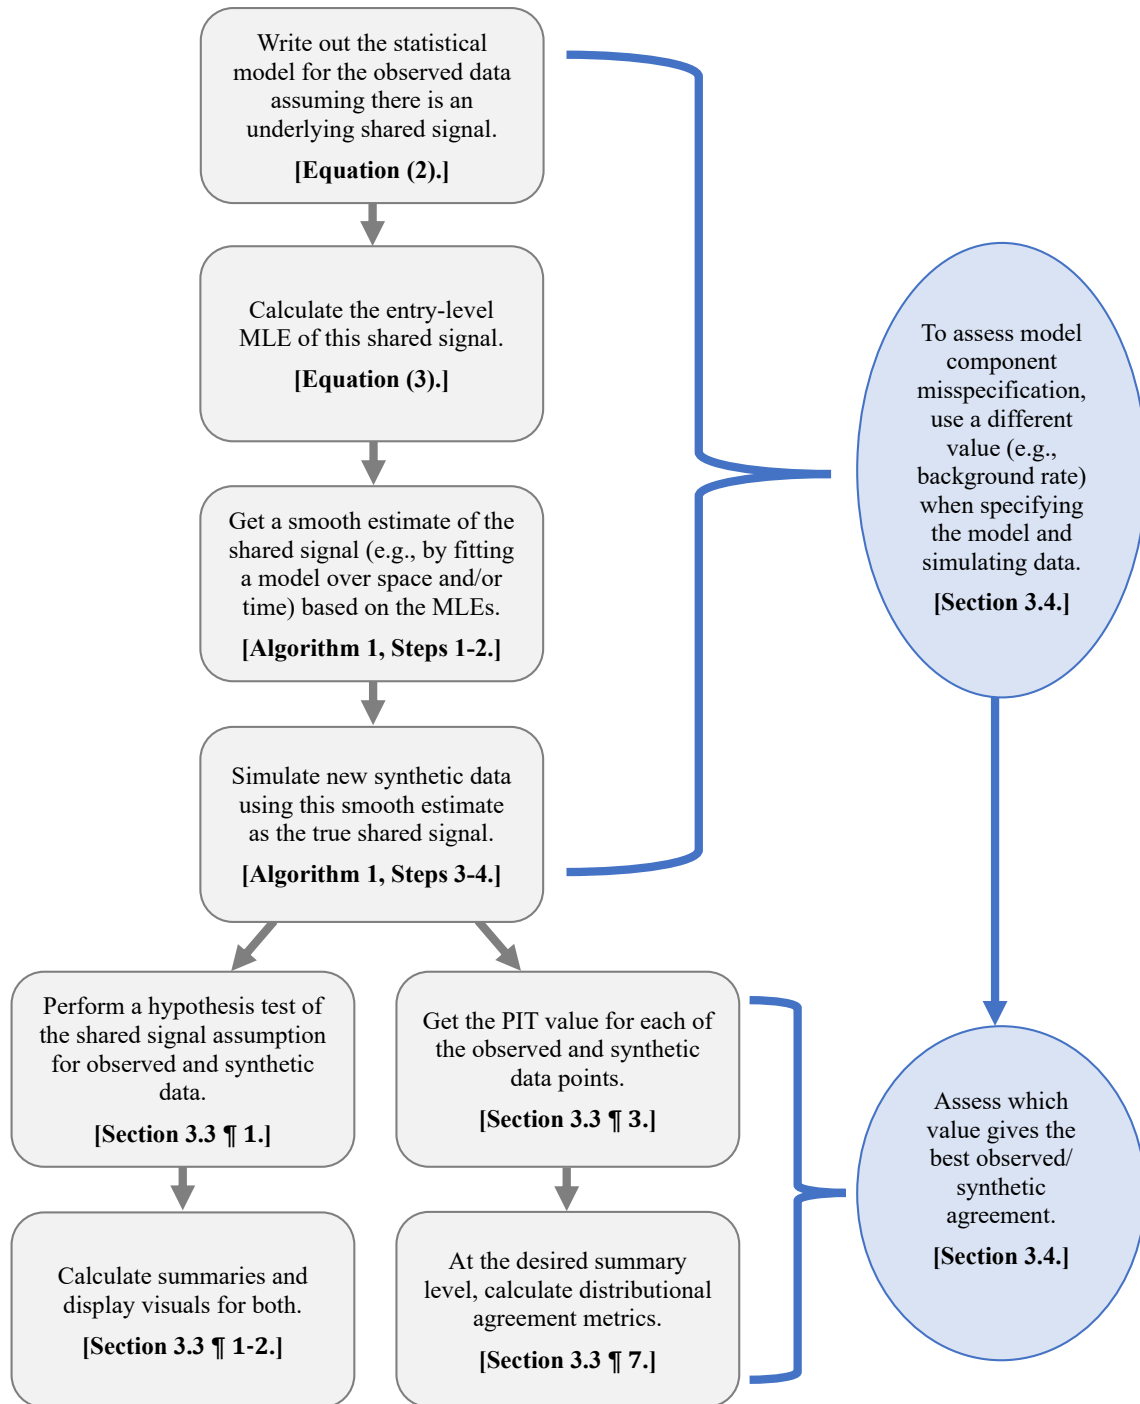 Write out the statistical
model for the observed data
assuming there is an
underlying shared signal.
[Equation (2).]
Calculate the entry-level
MLE of this shared signal.
[Equation (3).]
Get a smooth estimate of the
shared signal (e.g., by fitting
a model over space and/or
time) based on the MLEs.
[Algorithm 1, Steps 1-2.]
Simulate new synthetic data
using this smooth estimate
as the true shared signal.
[Algorithm 1, Steps 3-4.]
Perform a hypothesis test of
the shared signal assumption
for observed and synthetic
data.
[Section 3.3 ¶ 1.]
Calculate summaries and
display visuals for both.
[Section 3.3 ¶ 1-2.]
Get the PIT value for each of
the observed and synthetic
data points.
[Section 3.3 ¶ 3.]
At the desired summary
level, calculate distributional
agreement metrics.
[Section 3.3 ¶ 7.]
To assess model
component
misspecification,
use a different
value (e.g.,
background rate)
when specifying
the model and
simulating data.
[Section 3.4.]
Assess which
value gives the
best observed/
synthetic
agreement.
[Section 3.4.]